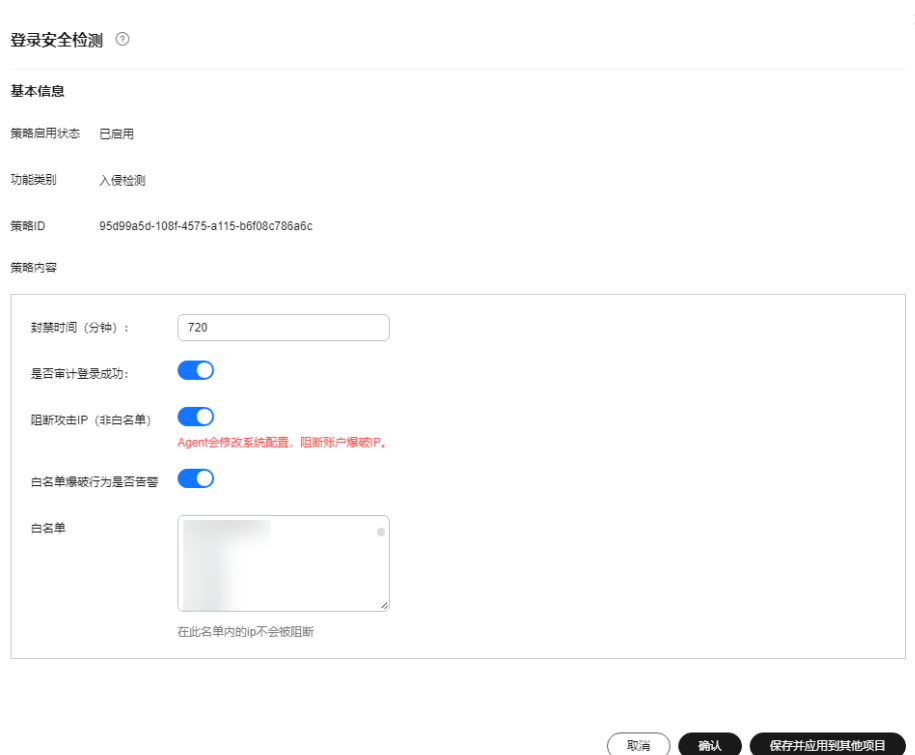 登录安全检测 ?
基本信息
策略启用状态 已启用
功能类别 入侵检测
策略ID 95d99a5d-108f-4575-a115-b6f08c786a6c
策略内容
封禁时间（分钟）： 720
是否审计登录成功：
阻断攻击IP（非白名单）
Agent会修改系统配置，阻断账户爆破IP。
白名单爆破行为是否告警
白名单
在此名单内的ip不会被阻断
取消 确认 保存并应用到其他项目